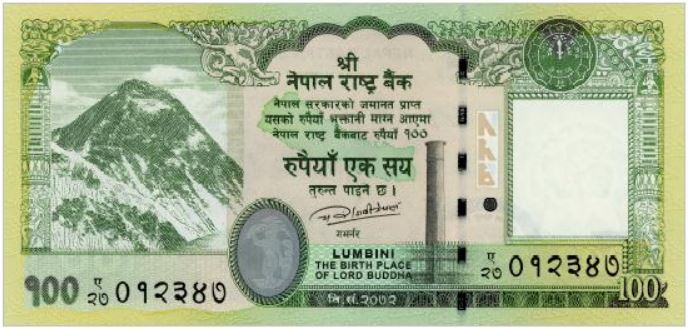 श्री
नेपाल राष्ट्र बैंक
नेपाल सरकारको जमानत प्राप्त
यसको रुपैयाँ भुक्तानी माग्न आएमा
नेपाल राष्ट्र बैंकबाट रुपैयाँ १००
रुपैयाँ एक सय
तुरुन्त पाइने छ।
गभर्नर
LUMBINI
THE BIRTH PLACE
OF LORD BUDDHA
वि.सं.२०७२
१०० ए/२७ ०१२३४७
ए/२७ ०१२३४७
100